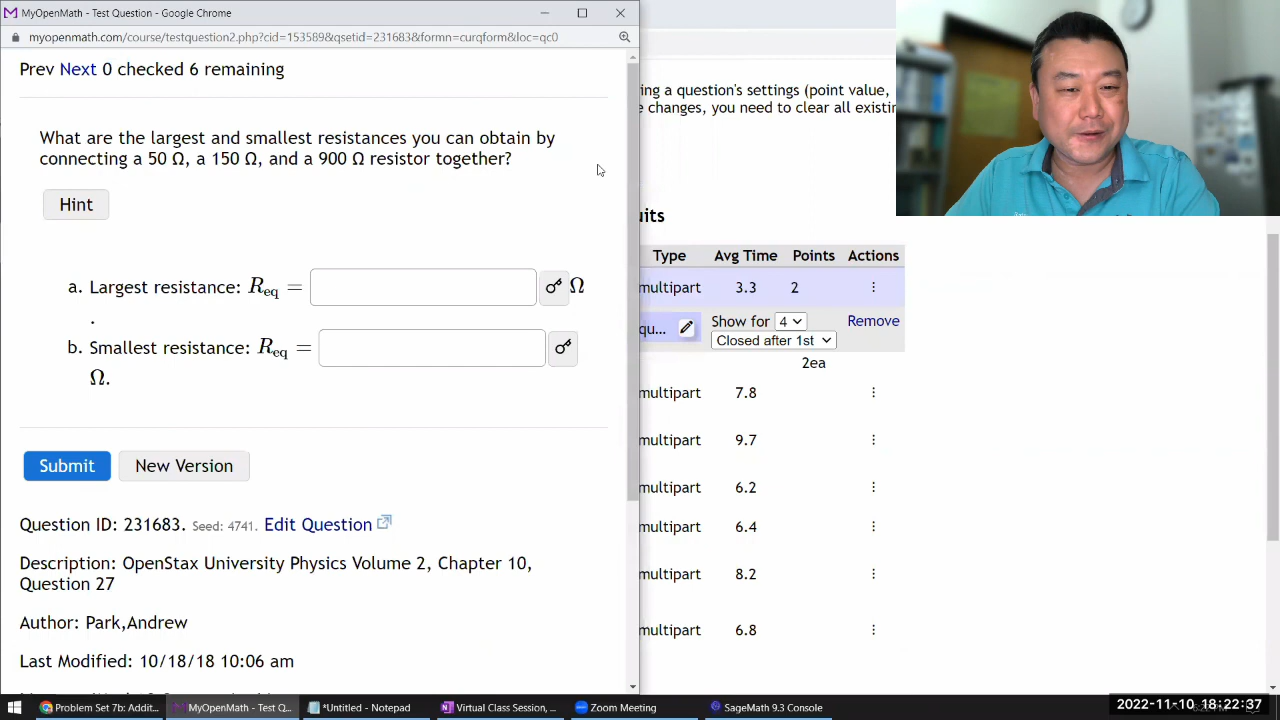 MyOpenMath - Test Question - Google Chrome
myopenmath.com/course/testquestion2.php?cid=153589&qsetid=231683&formn=curqform&loc=qc0
Prev Next 0 checked 6 remaining
What are the largest and smallest resistances you can obtain by
connecting a 50 Ω, a 150 Ω, and a 900 Ω resistor together?
Hint
a. Largest resistance: Req = Ω
.
b. Smallest resistance: Req =
Ω.
Submit
New Version
Question ID: 231683. Seed: 4741. Edit Question
Description: OpenStax University Physics Volume 2, Chapter 10,
Question 27
Author: Park,Andrew
Last Modified: 10/18/18 10:06 am
ing a question's settings (point value,
e changes, you need to clear all existin
uits
Type Avg Time Points Actions
multipart 3.3 2
qu... Show for 4 Remove
Closed after 1st
2ea
multipart 7.8
multipart 9.7
multipart 6.2
multipart 6.4
multipart 8.2
multipart 6.8
Problem Set 7b: Addit...
MyOpenMath - Test Q...
*Untitled - Notepad
Virtual Class Session, ...
Zoom Meeting
SageMath 9.3 Console
2022-11-10 18:22:37